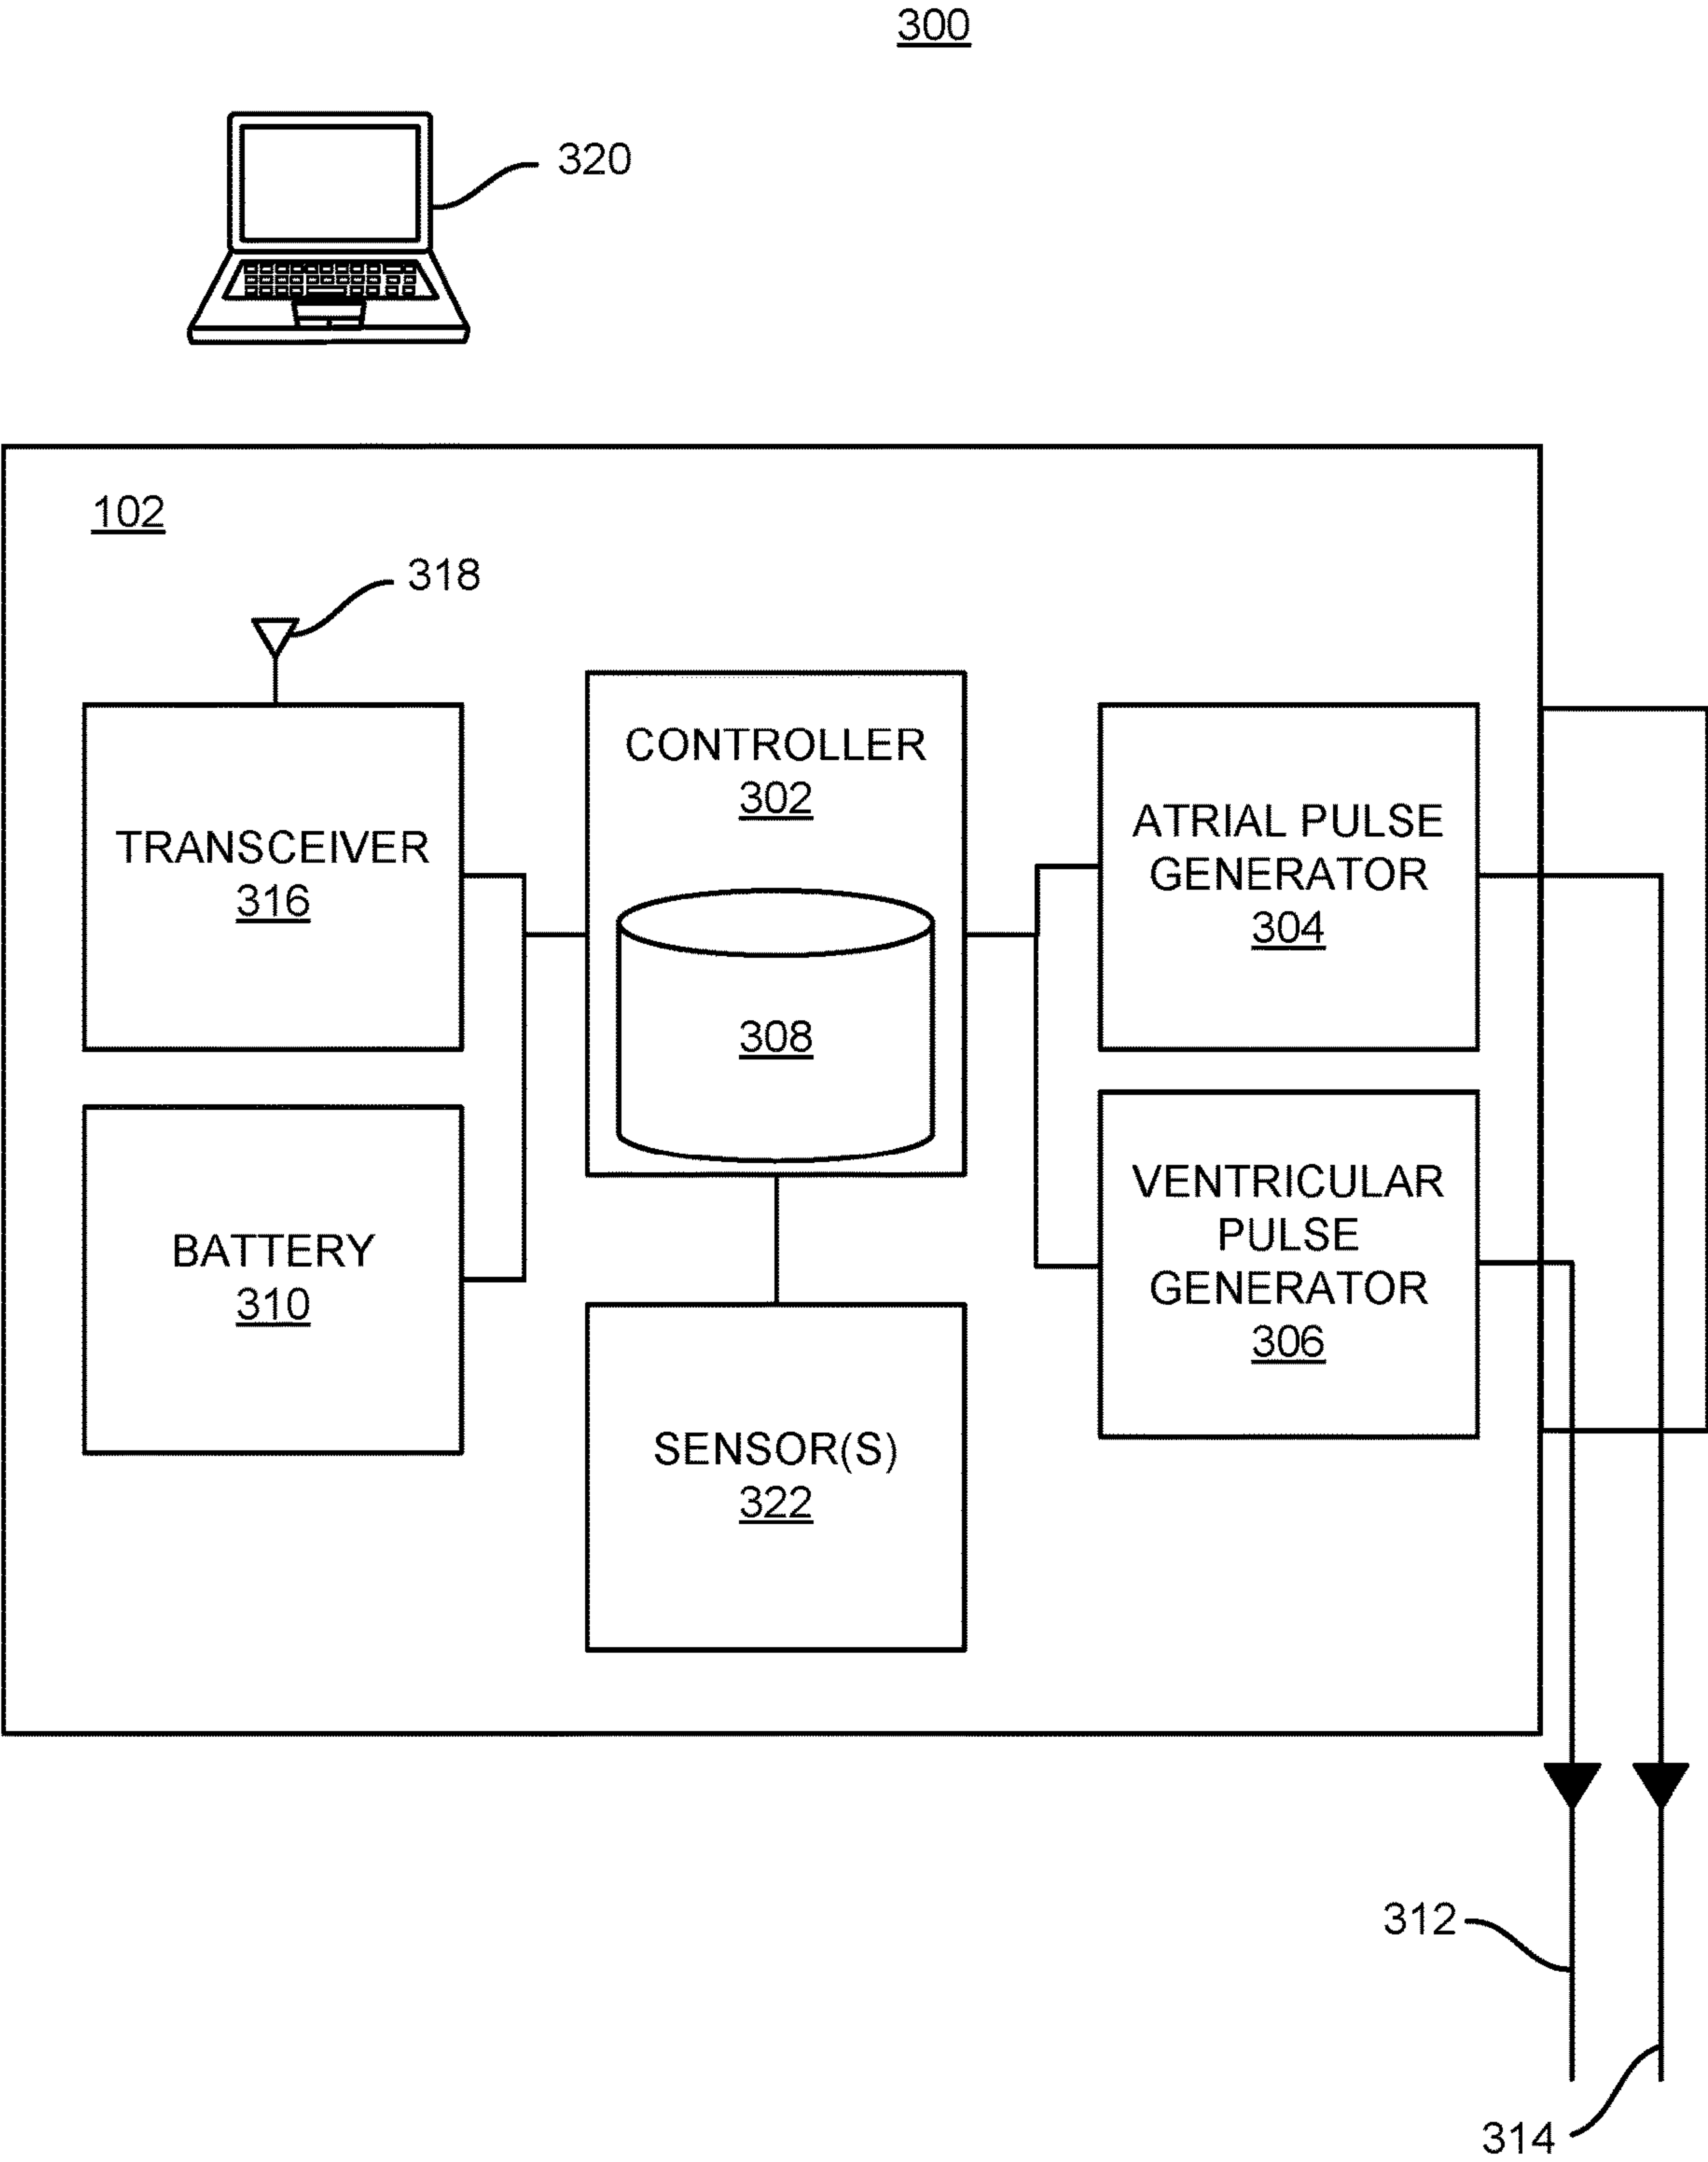 300
320
102
318
TRANSCEIVER
316
CONTROLLER
302
308
ATRIAL PULSE
GENERATOR
304
BATTERY
310
SENSOR(S)
322
VENTRICULAR
PULSE
GENERATOR
306
312
314